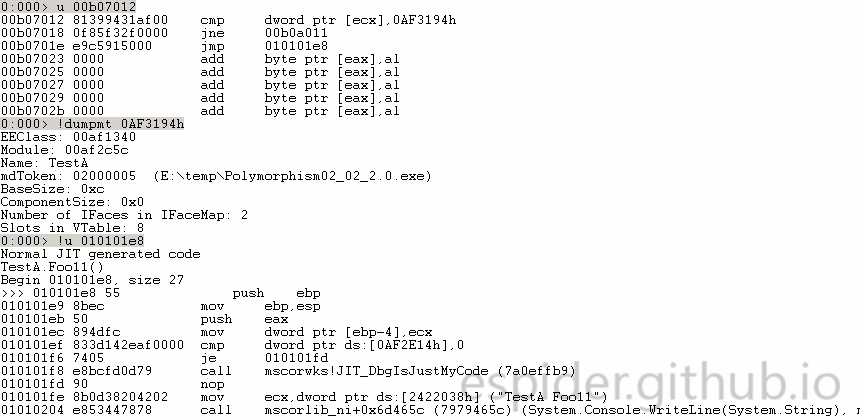 0:000> u 00b07012
00b07012 81399431af00 cmp dword ptr [ecx],0AF3194h
00b07018 0f85f32f0000 jne 00b0a011
00b0701e e9c5915000 jmp 010101e8
00b07023 0000 add byte ptr [eax],al
00b07025 0000 add byte ptr [eax],al
00b07027 0000 add byte ptr [eax],al
00b07029 0000 add byte ptr [eax],al
00b0702b 0000 add byte ptr [eax],al
0:000> !dumpmt 0AF3194h
EEClass: 00af1340
Module: 00af2c5c
Name: TestA
mdToken: 02000005 (E:\temp\Polymorphism02_02_2.0.exe)
BaseSize: 0xc
ComponentSize: 0x0
Number of IFaces in IFaceMap: 2
Slots in VTable: 8
0:000> !u 010101e8
Normal JIT generated code
TestA.Foo11()
Begin 010101e8, size 27
>>> 010101e8 55 push ebp
010101e9 8bec mov ebp,esp
010101eb 50 push eax
010101ec 894dfc mov dword ptr [ebp-4],ecx
010101ef 833d142eaf0000 cmp dword ptr ds:[0AF2E14h],0
010101f6 7405 je 010101fd
010101f8 e8bcfd0d79 call mscorwks!JIT_DbgIsJustMyCode (7a0effb9)
010101fd 90 nop
010101fe 8b0d38204202 mov ecx,dword ptr ds:[2422038h] ("TestA Foo11")
01010204 e853447878 call mscorlib_ni+0x6d465c (7979465c) (System.Console.WriteLine(System.String),
espider.github.io